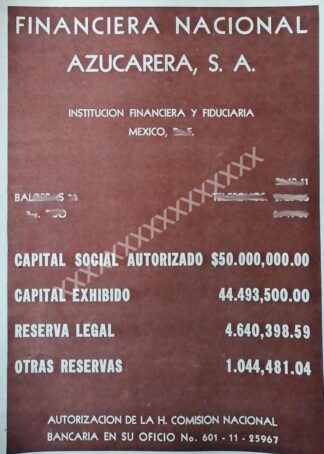 FINANCIERA NACIONAL
AZUCARERA, S. A.
INSTITUCION FINANCIERA Y FIDUCIARIA
MEXICO,
CAPITAL SOCIAL AUTORIZADO $50.000,000.00
CAPITAL EXHIBIDO 44.493,500.00
RESERVA LEGAL 4.640,398.59
OTRAS RESERVAS 1.044,481.04
AUTORIZACION DE LA H. COMISION NACIONAL
BANCARIA EN SU OFICIO No. 601 - 11 - 25967